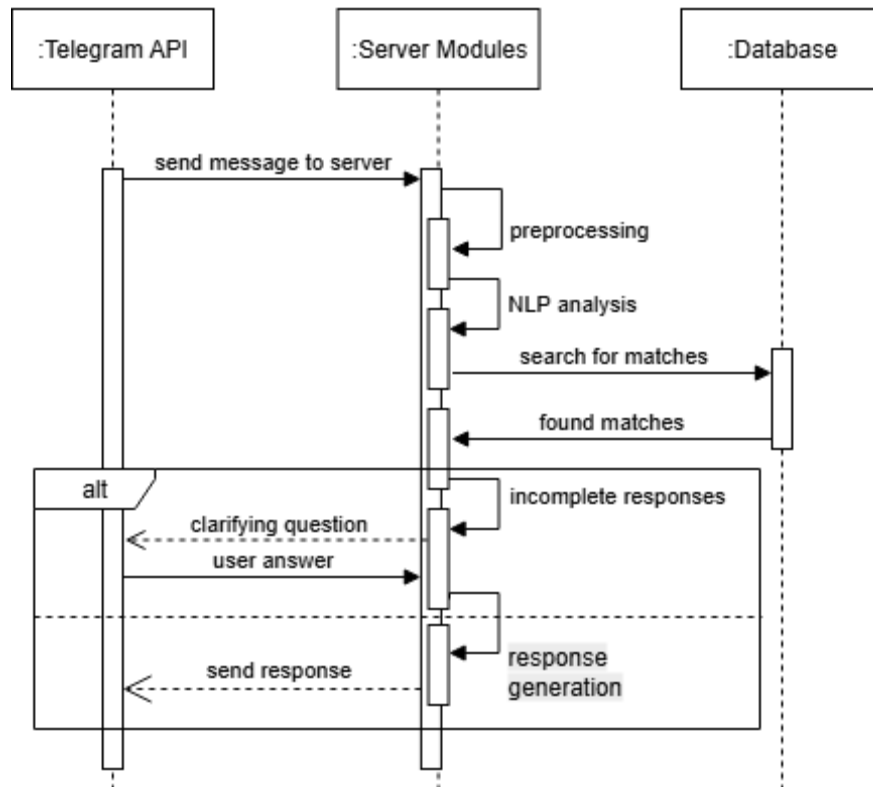 :Telegram API
:Server Modules
:Database
send message to server
preprocessing
NLP analysis
search for matches
found matches
alt
incomplete responses
clarifying question
user answer
response
generation
send response